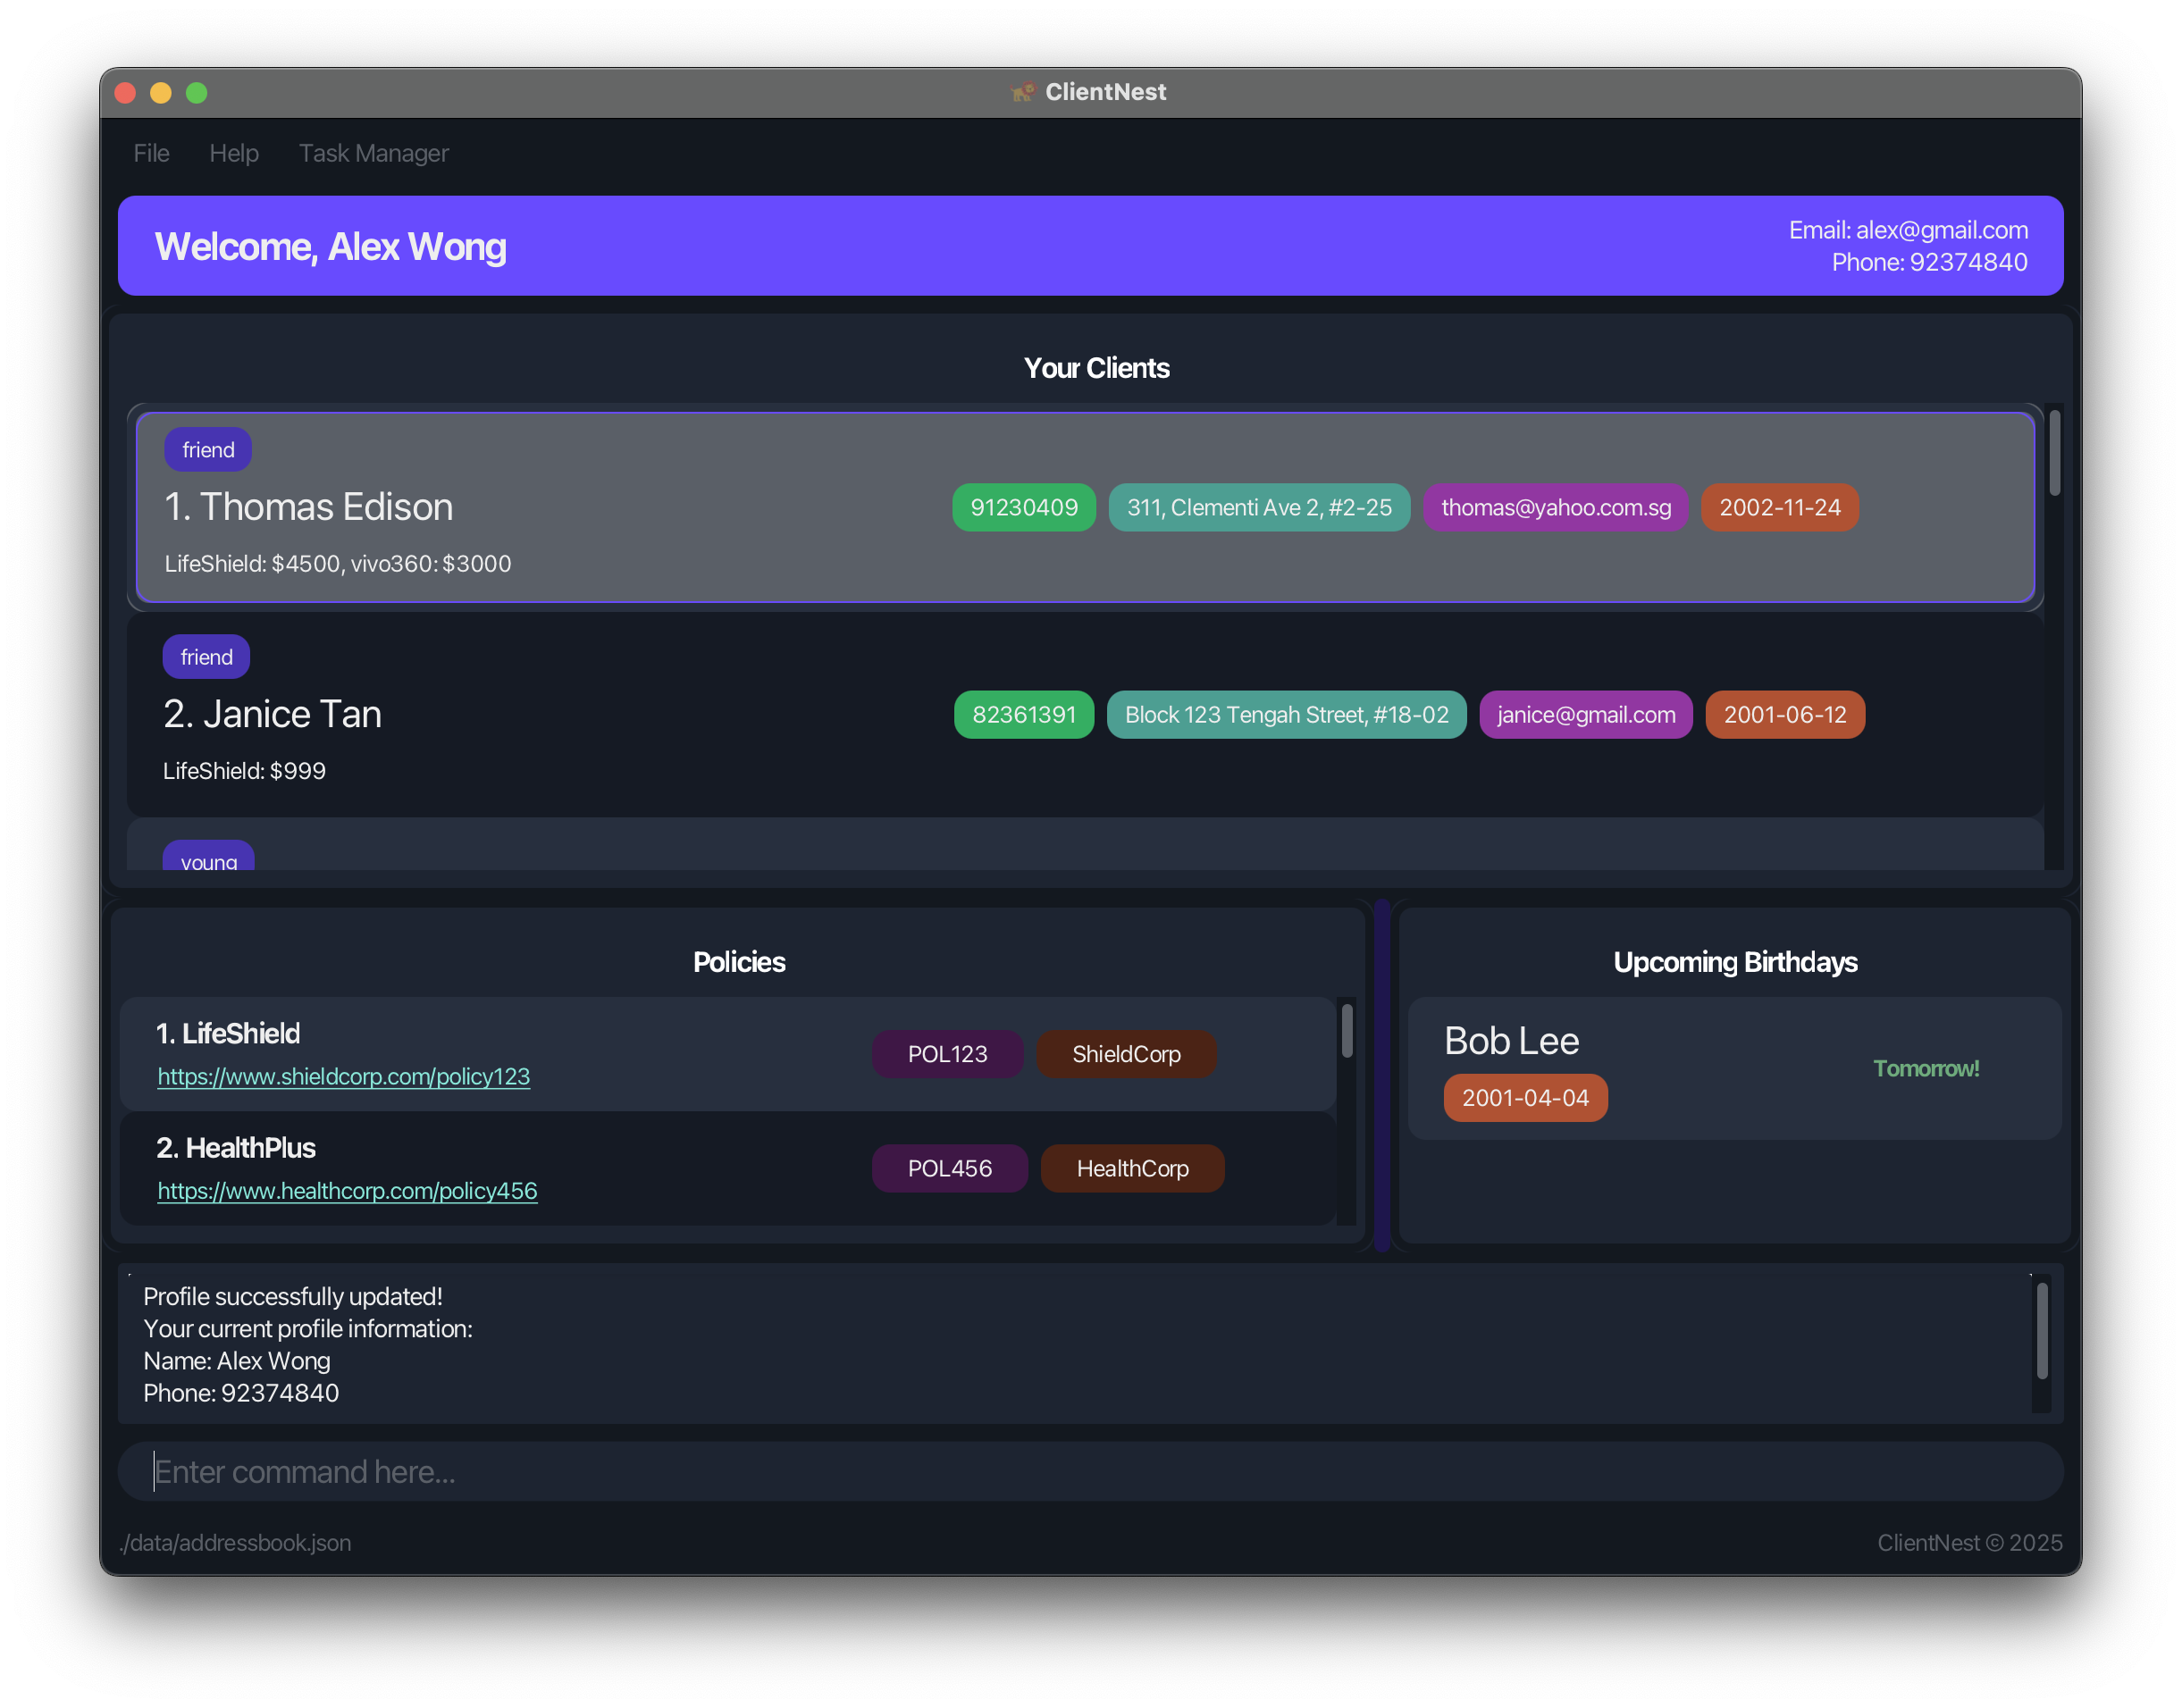 ClientNest
File Help Task Manager
Welcome, Alex Wong
Email: alex@gmail.com
Phone: 92374840
Your Clients
friend
1. Thomas Edison
91230409 311, Clementi Ave 2, #2-25 thomas@yahoo.com.sg 2002-11-24
LifeShield: $4500, vivo360: $3000
friend
2. Janice Tan
82361391 Block 123 Tengah Street, #18-02 janice@gmail.com 2001-06-12
LifeShield: $999
young
Policies
1. LifeShield
https://www.shieldcorp.com/policy123
POL123 ShieldCorp
2. HealthPlus
https://www.healthcorp.com/policy456
POL456 HealthCorp
Upcoming Birthdays
Bob Lee
2001-04-04
Tomorrow!
Profile successfully updated!
Your current profile information:
Name: Alex Wong
Phone: 92374840
Enter command here...
./data/addressbook.json
ClientNest © 2025